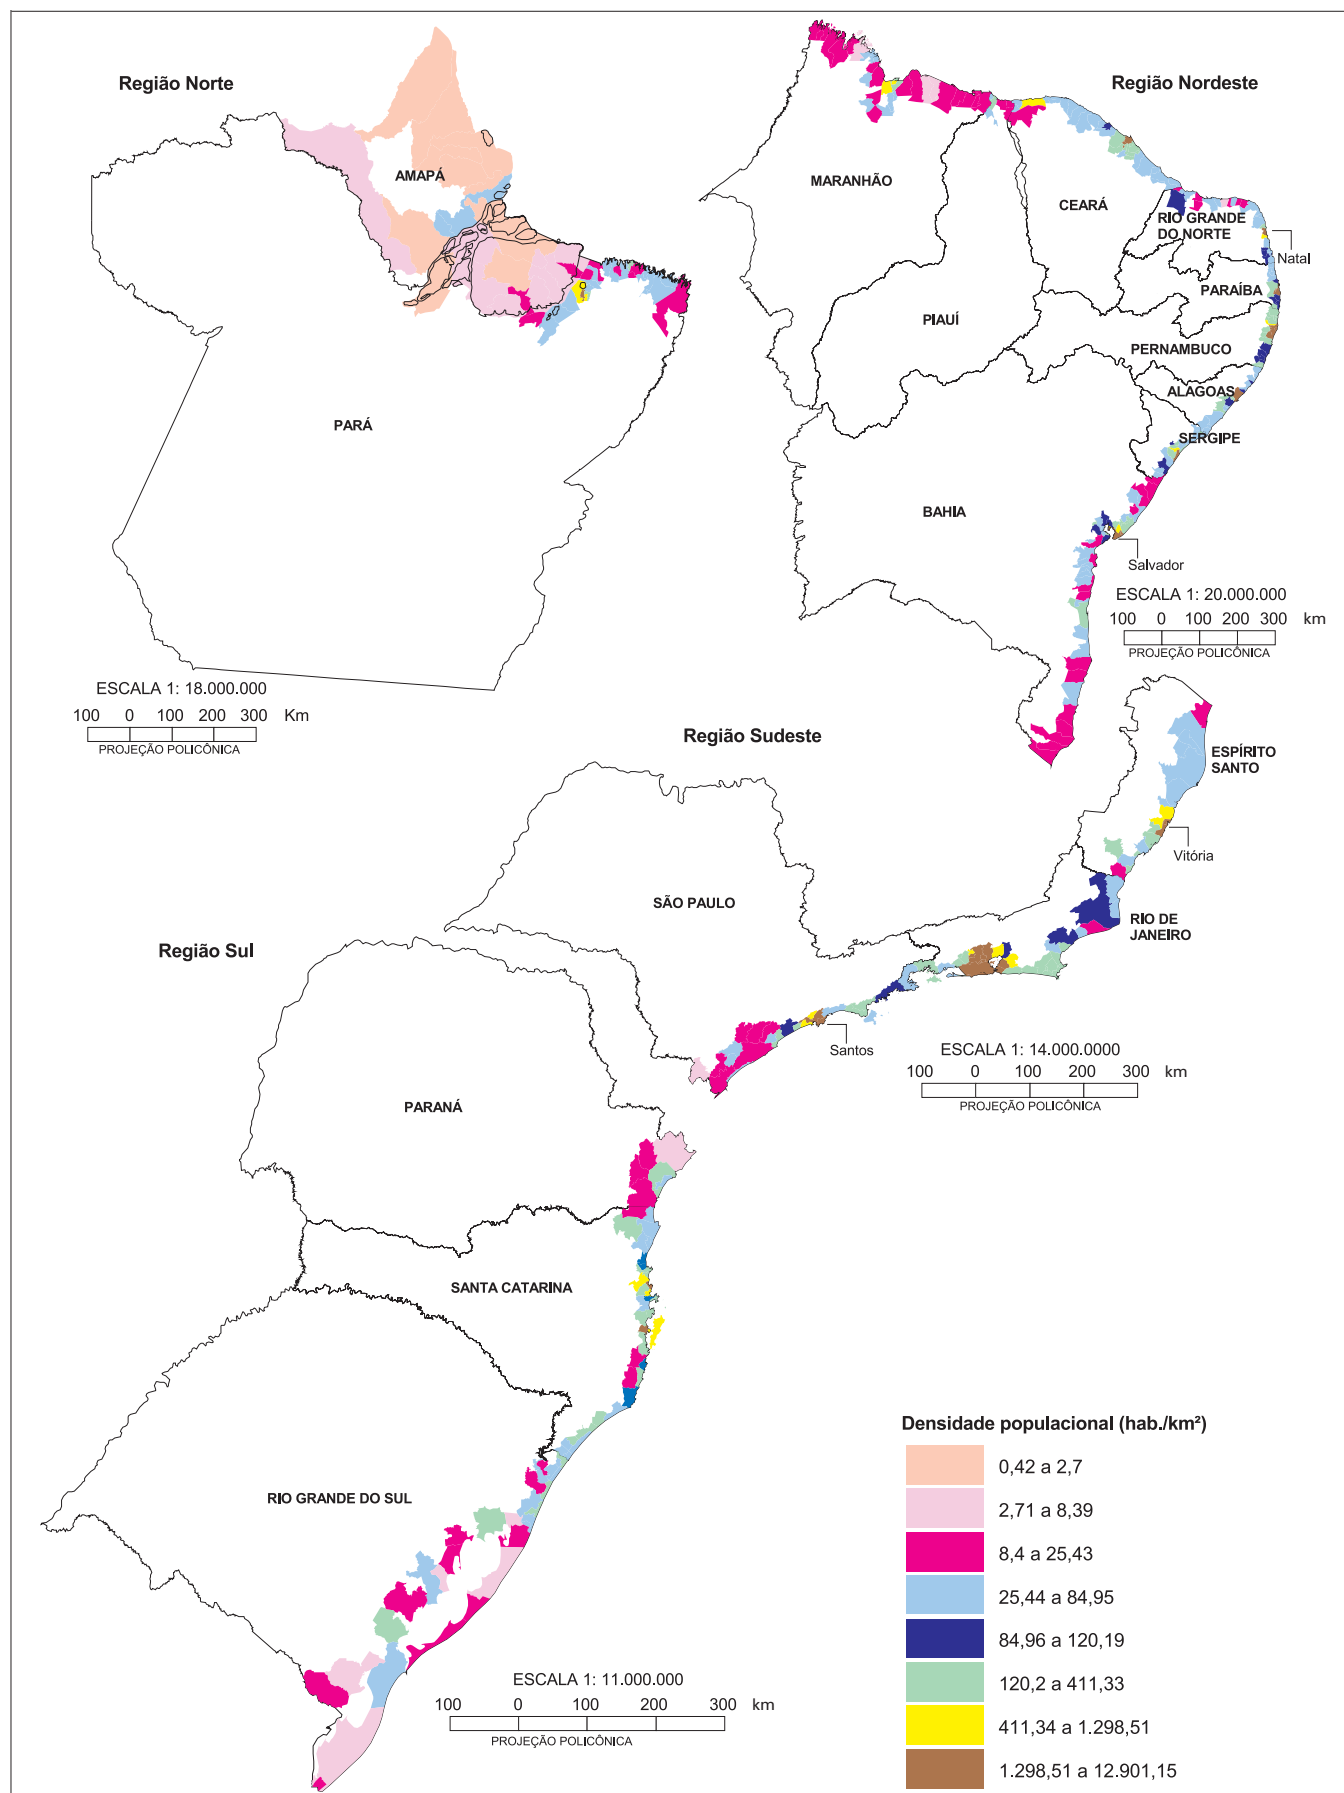 Região Norte
AMAPÁ
PARÁ
ESCALA 1: 18.000.000
100 0 100 200 300 Km
PROJEÇÃO POLICÔNICA
Região Nordeste
MARANHÃO
CEARÁ
RIO GRANDE
DO NORTE
Natal
PARAÍBA
PIAUÍ
PERNAMBUCO
ALAGOAS
SERGIPE
BAHIA
Salvador
ESCALA 1: 20.000.000
100 0 100 200 300 km
PROJEÇÃO POLICÔNICA
Região Sudeste
ESPÍRITO
SANTO
Vitória
SÃO PAULO
RIO DE
JANEIRO
Santos
ESCALA 1: 14.000.0000
100 0 100 200 300 km
PROJEÇÃO POLICÔNICA
Região Sul
PARANÁ
SANTA CATARINA
RIO GRANDE DO SUL
ESCALA 1: 11.000.000
100 0 100 200 300 km
PROJEÇÃO POLICÔNICA
Densidade populacional (hab./km²)
0,42 a 2,7
2,71 a 8,39
8,4 a 25,43
25,44 a 84,95
84,96 a 120,19
120,2 a 411,33
411,34 a 1.298,51
1.298,51 a 12.901,15